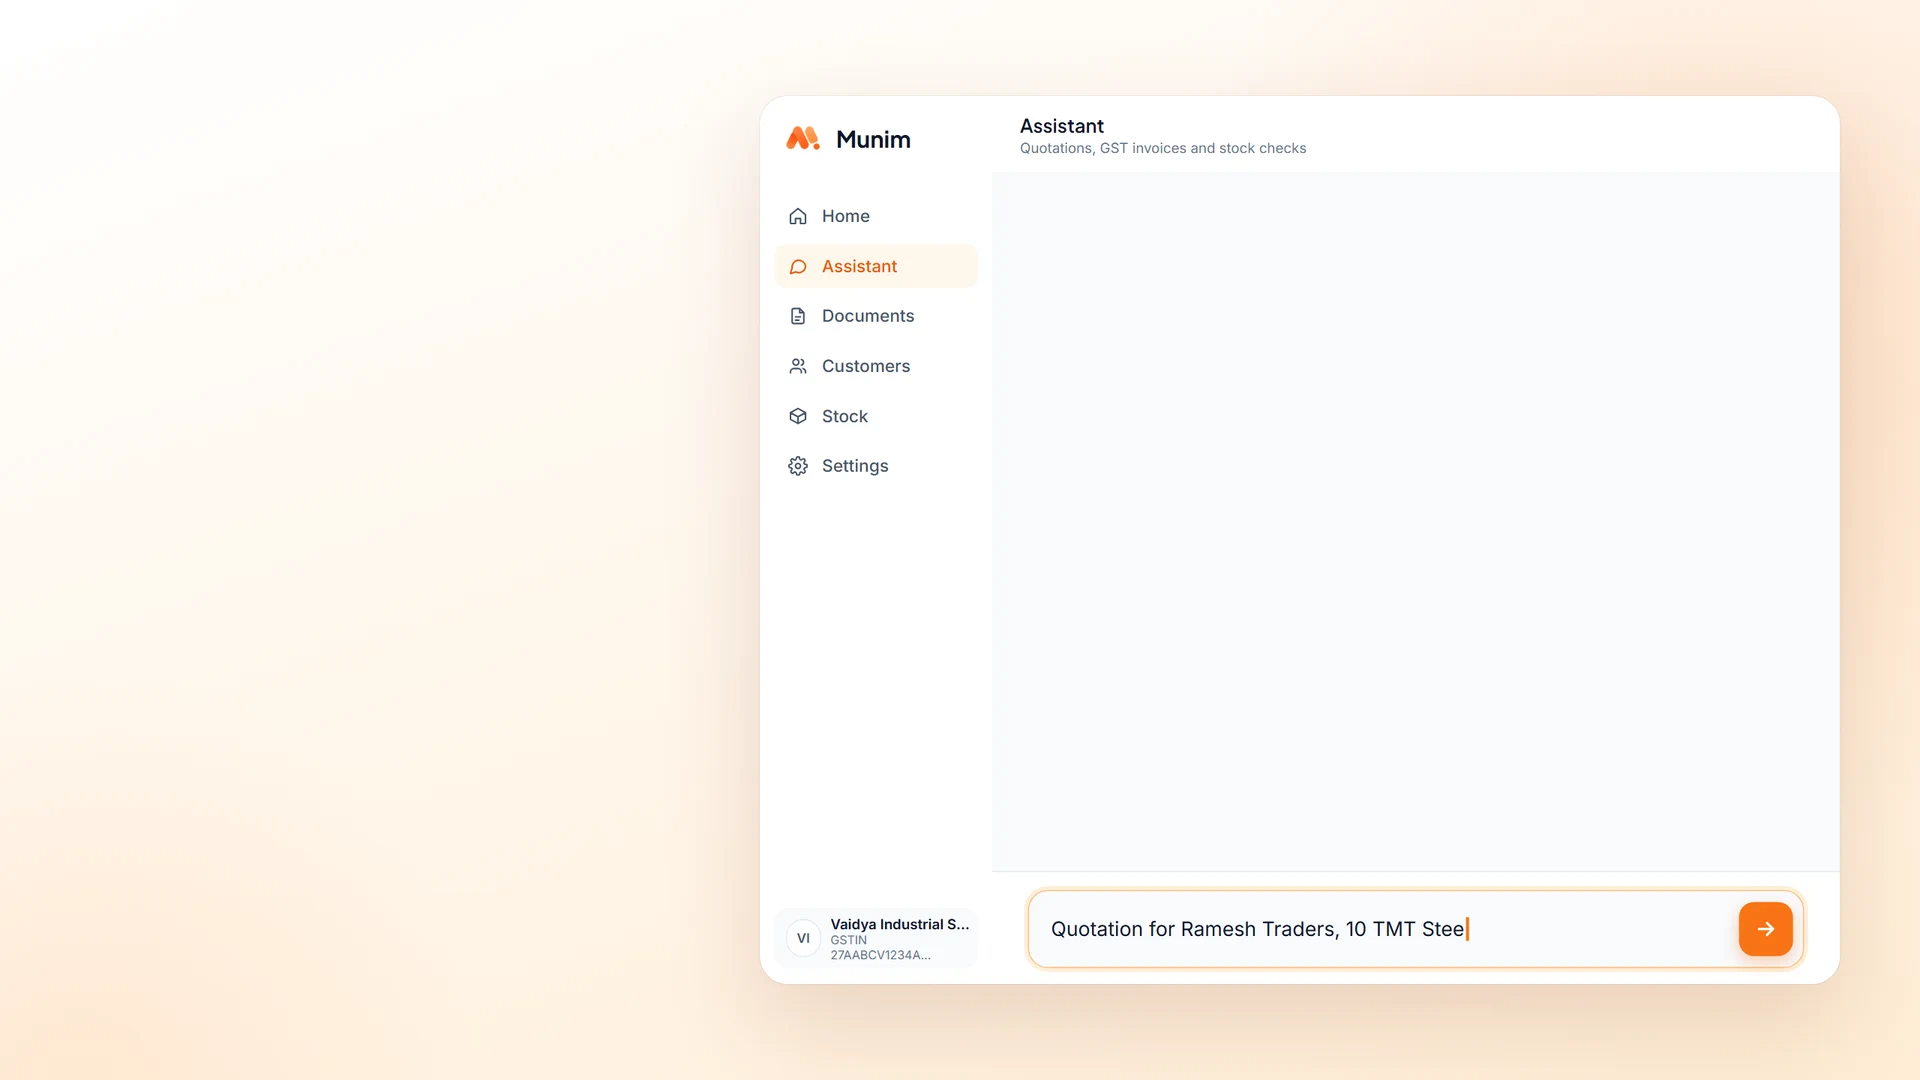 Munim
Home
Assistant
Documents
Customers
Stock
Settings
Vaidya Industrial S...
VI
GSTIN
27AABCV1234A...
Assistant
Quotations, GST invoices and stock checks
Quotation for Ramesh Traders, 10 TMT Stee